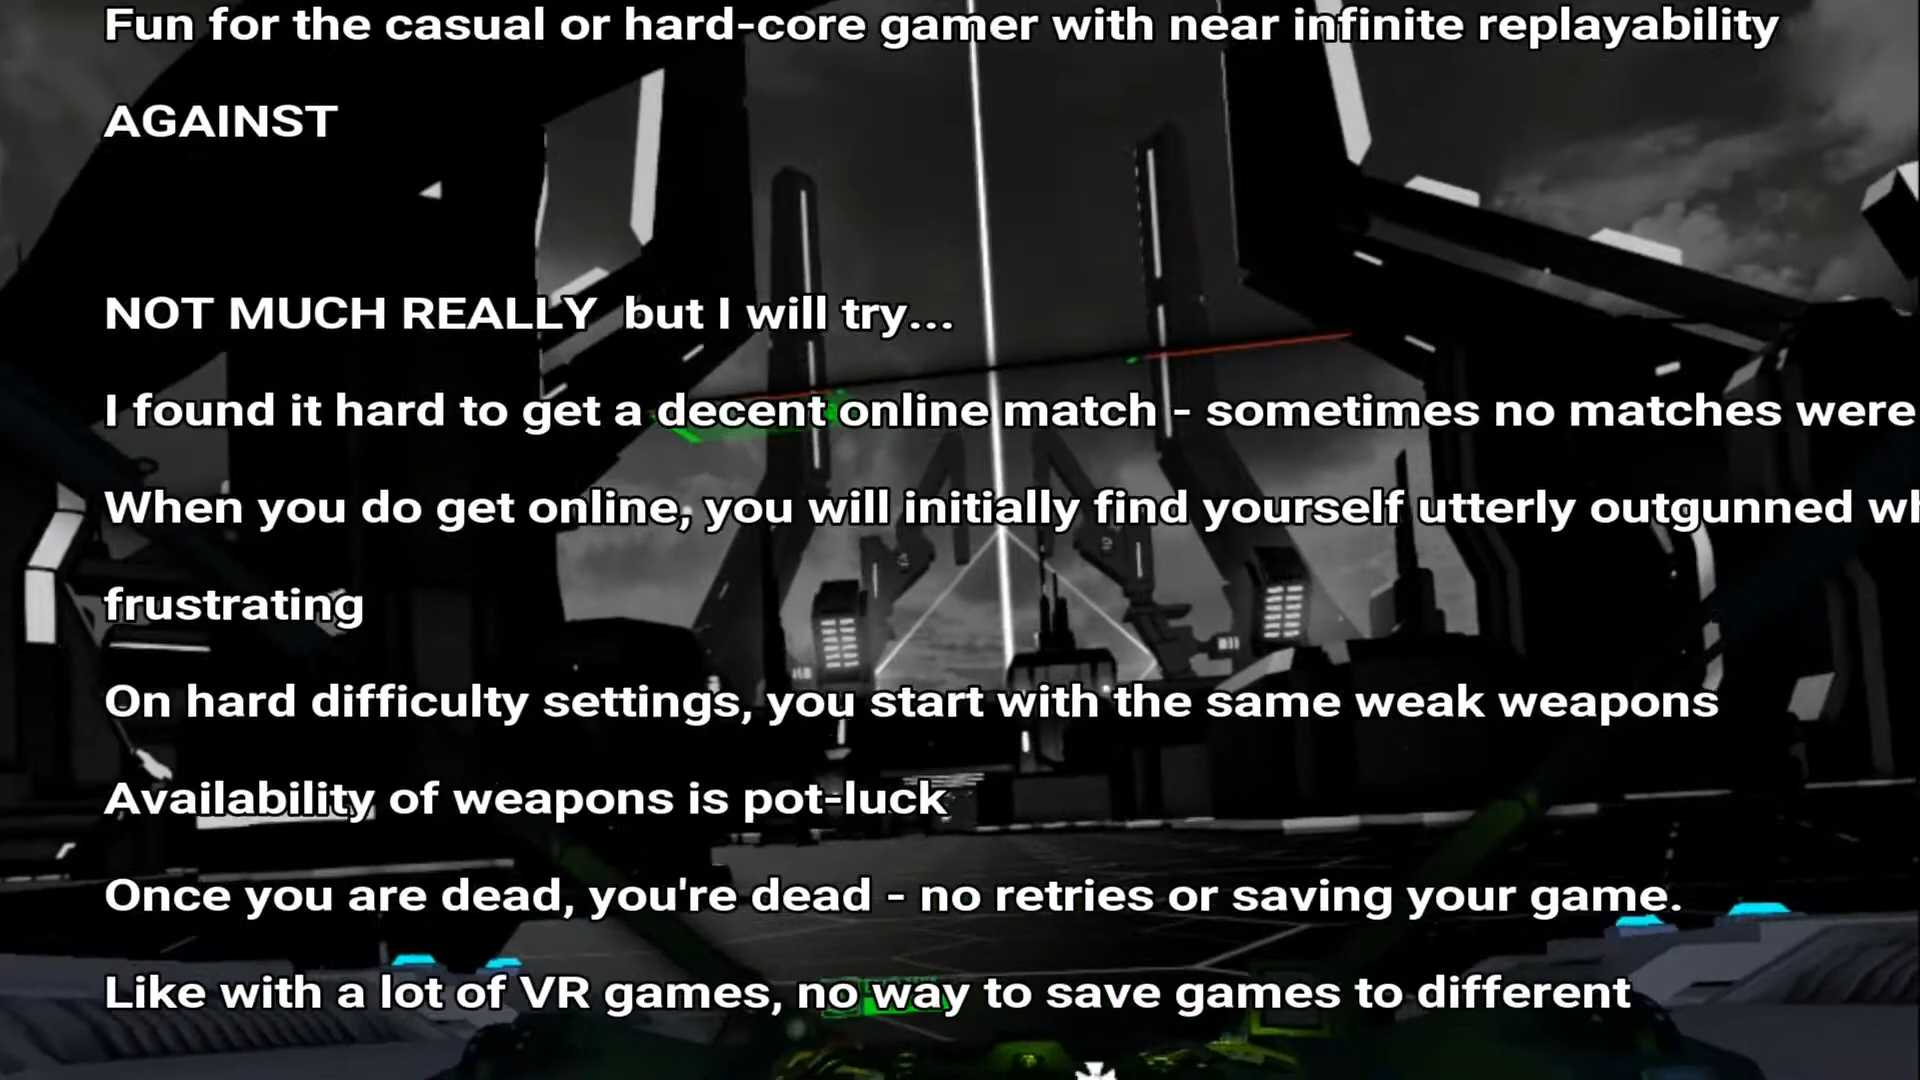 Fun for the casual or hard-core gamer with near infinite replayability
AGAINST
NOT MUCH REALLY  but I will try...
I found it hard to get a decent online match - sometimes no matches were
When you do get online, you will initially find yourself utterly outgunned
frustrating
On hard difficulty settings, you start with the same weak weapons
Availability of weapons is pot-luck
Once you are dead, you're dead - no retries or saving your game.
Like with a lot of VR games, no way to save games to different